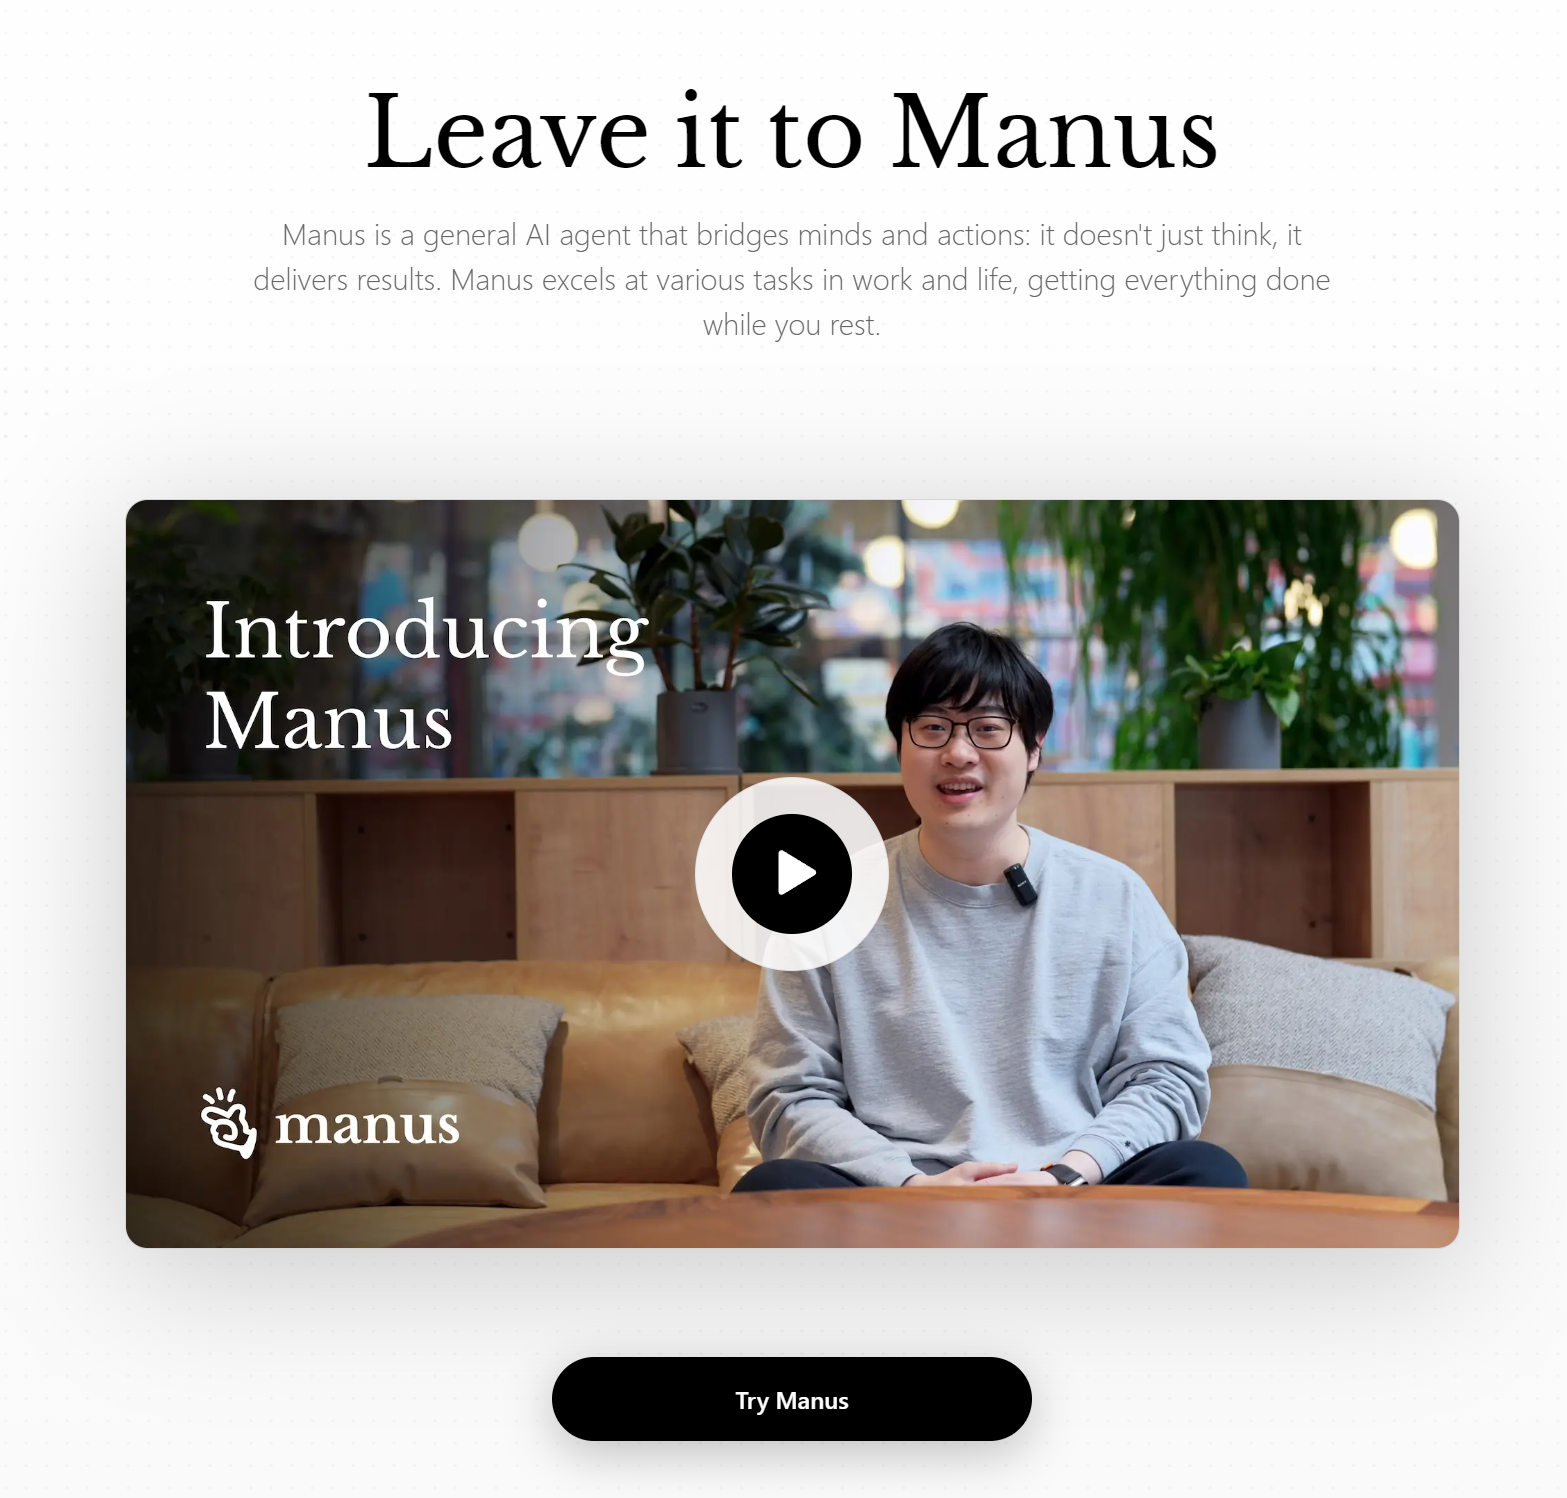 Leave it to Manus
Manus is a general AI agent that bridges minds and actions: it doesn't just think, it
delivers results. Manus excels at various tasks in work and life, getting everything done
while you rest.
Introducing
Manus
manus
Try Manus